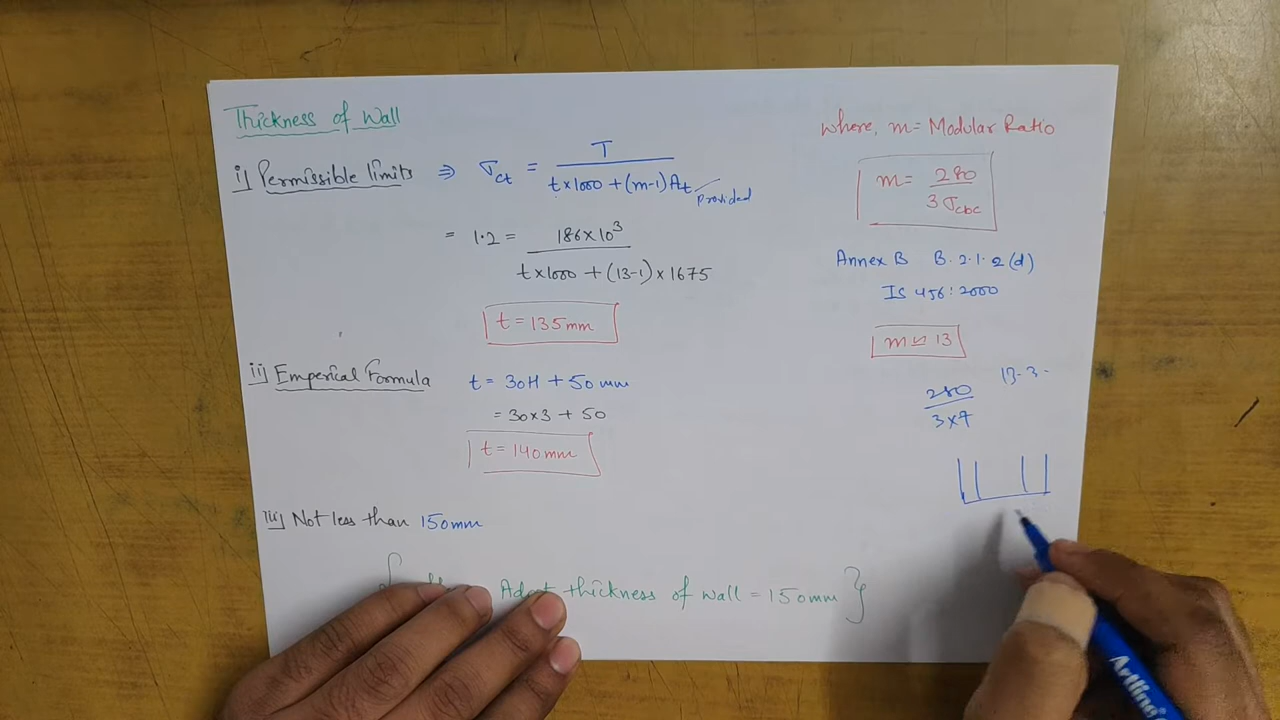 Thickness of Wall
i) Permissible limits ⇒ σct = T / t×1000 + (m-1)At
Provided
= 1.2 = 186×10³ / t×1000 + (13-1)×1675
t = 135mm
ii) Emperical Formula t = 30H + 50 mm
= 30×3 + 50
t = 140mm
iii) Not less than 150mm
Adopt thickness of wall = 150mm }
where, m = Modular Ratio
m = 280 / 3σcbc
Annex B B.2.1.2(d)
Is 456:2000
m ≌ 13
13.3.
280 / 3×7
Artline